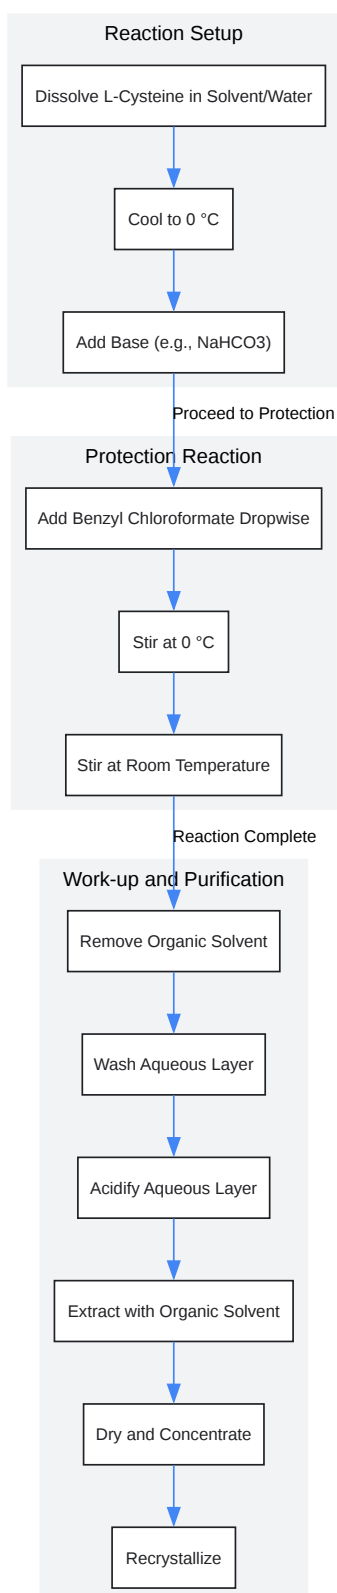 Reaction Setup
Dissolve L-Cysteine in Solvent/Water
Cool to 0 °C
Add Base (e.g., NaHCO3)
Proceed to Protection
Protection Reaction
Add Benzyl Chloroformate Dropwise
Stir at 0 °C
Stir at Room Temperature
Reaction Complete
Work-up and Purification
Remove Organic Solvent
Wash Aqueous Layer
Acidify Aqueous Layer
Extract with Organic Solvent
Dry and Concentrate
Recrystallize